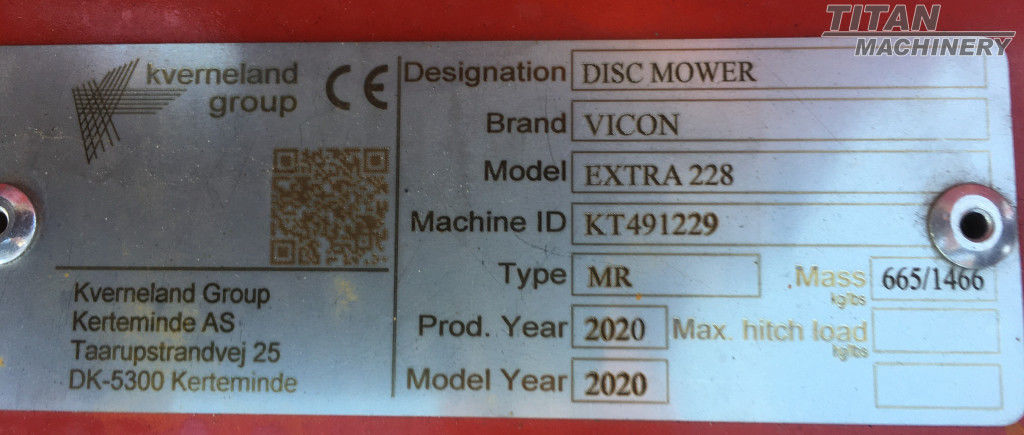 TITAN
MACHINERY
kverneland
group
CE
Kverneland Group
Kerteminde AS
Taarupstrandvej 25
DK-5300 Kerteminde
Designation DISC MOWER
Brand VICON
Model EXTRA 228
Machine ID KT491229
Type MR Mass kg/lbs 665/1466
Prod. Year 2020 Max. hitch load kg/lbs
Model Year 2020